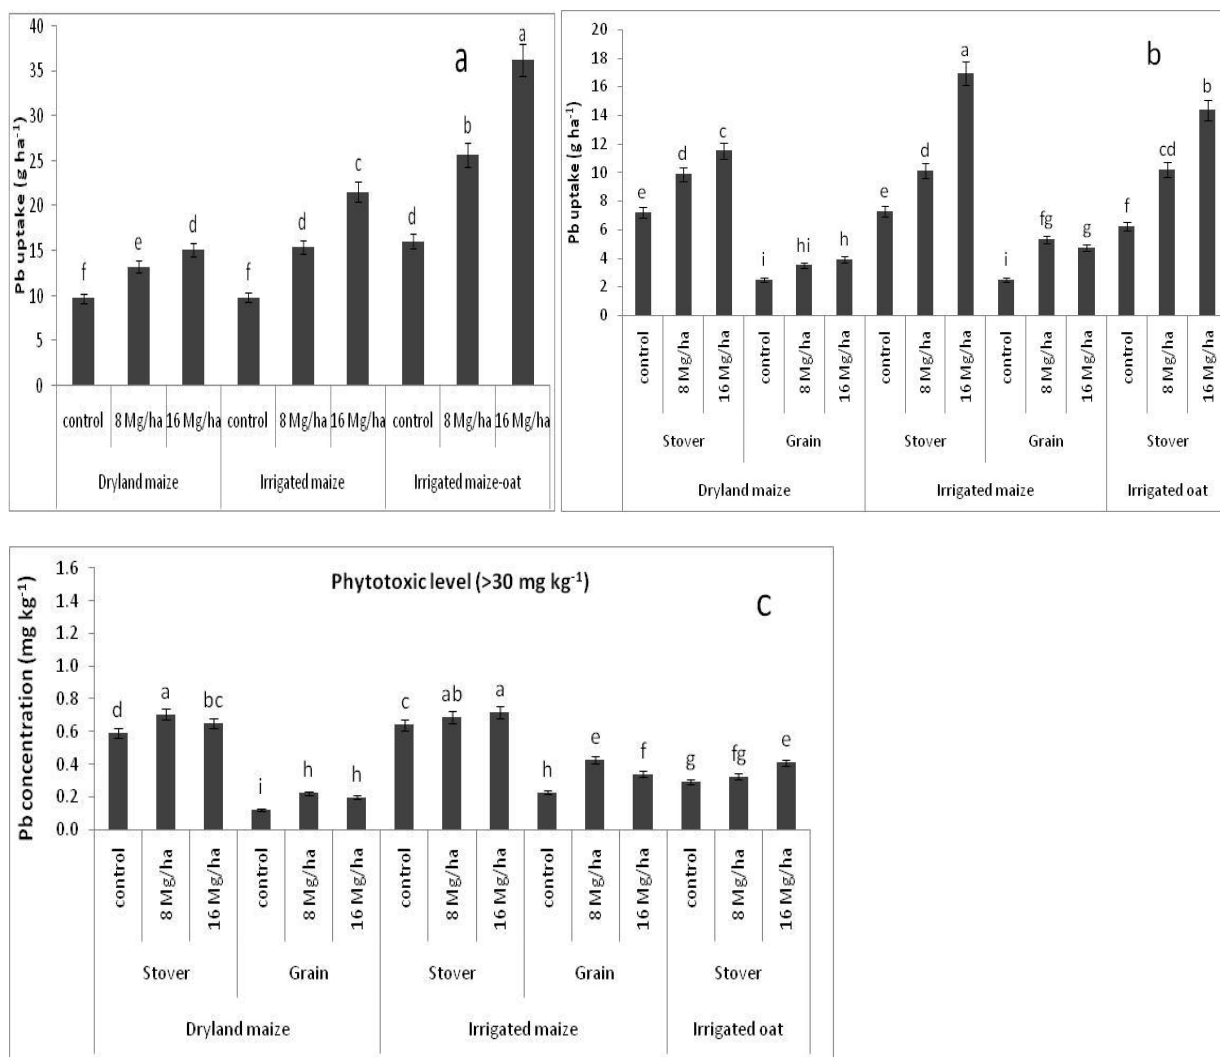 a
Pb uptake (g ha⁻¹)
40
35
30
25
20
15
10
5
0
f
e
d
f
d
c
d
b
a
control 8 Mg/ha 16 Mg/ha control 8 Mg/ha 16 Mg/ha control 8 Mg/ha 16 Mg/ha
Dryland maize Irrigated maize Irrigated maize-oat
b
Pb uptake (g ha⁻¹)
20
18
16
14
12
10
8
6
4
2
0
e
d
c
i
hi
h
e
d
a
i
fg
g
f
cd
b
control 8 Mg/ha 16 Mg/ha control 8 Mg/ha 16 Mg/ha control 8 Mg/ha 16 Mg/ha control 8 Mg/ha 16 Mg/ha control 8 Mg/ha 16 Mg/ha
Stover Grain Stover Grain Stover
Dryland maize Irrigated maize Irrigated oat
Phytotoxic level (>30 mg kg⁻¹)
c
Pb concentration (mg kg⁻¹)
1.6
1.4
1.2
1.0
0.8
0.6
0.4
0.2
0.0
d
a
bc
i
h
h
c
ab
a
h
e
f
g
fg
e
control 8 Mg/ha 16 Mg/ha control 8 Mg/ha 16 Mg/ha control 8 Mg/ha 16 Mg/ha control 8 Mg/ha 16 Mg/ha control 8 Mg/ha 16 Mg/ha
Stover Grain Stover Grain Stover
Dryland maize Irrigated maize Irrigated oat